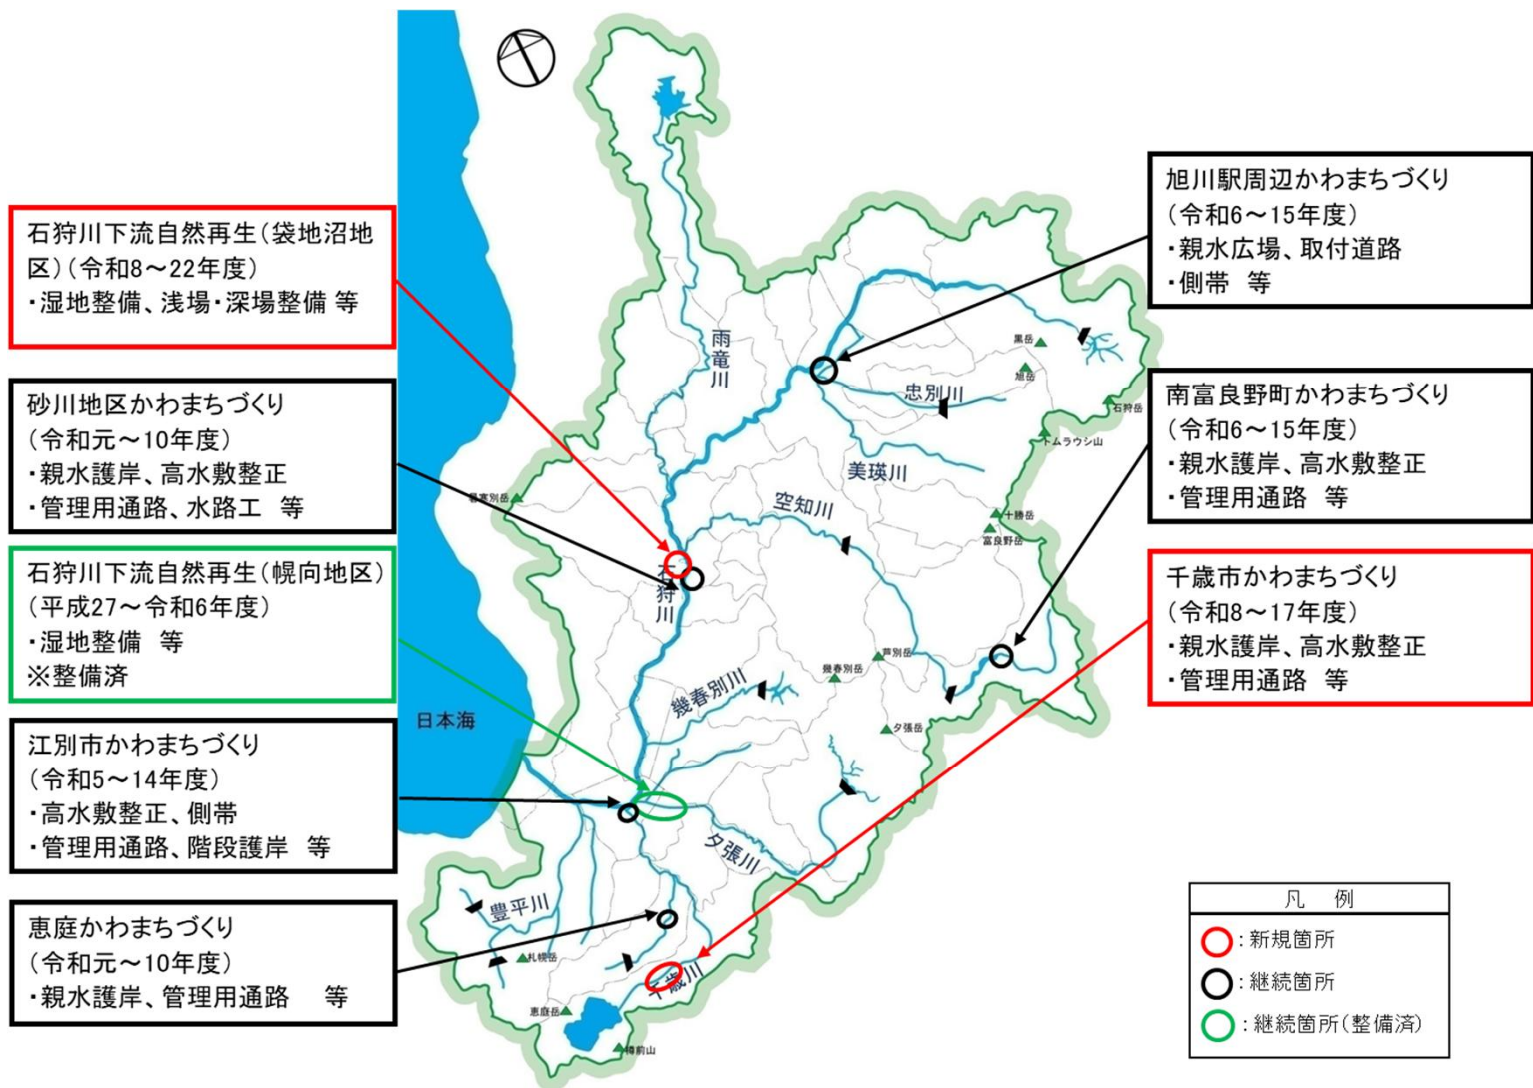 石狩川下流自然再生(袋地沼地
区)(令和8～22年度)
・湿地整備、浅場・深場整備 等
砂川地区かわまちづくり
(令和元～10年度)
・親水護岸、高水敷整正
・管理用通路、水路工 等
石狩川下流自然再生(幌向地区)
(平成27～令和6年度)
・湿地整備 等
※整備済
江別市かわまちづくり
(令和5～14年度)
・高水敷整正、側帯
・管理用通路、階段護岸 等
恵庭かわまちづくり
(令和元～10年度)
・親水護岸、管理用通路 等
旭川駅周辺かわまちづくり
(令和6～15年度)
・親水広場、取付道路
・側帯 等
南富良野町かわまちづくり
(令和6～15年度)
・親水護岸、高水敷整正
・管理用通路 等
千歳市かわまちづくり
(令和8～17年度)
・親水護岸、高水敷整正
・管理用通路 等
日本海
雨竜川
忠別川
美瑛川
空知川
石狩川
幾春別川
夕張川
豊平川
千歳川
黒岳
旭岳
石狩岳
トムラウシ山
十勝岳
富良野岳
芦別岳
幾春別岳
夕張岳
札幌岳
恵庭岳
樽前山
凡 例
:新規箇所
:継続箇所
:継続箇所(整備済)